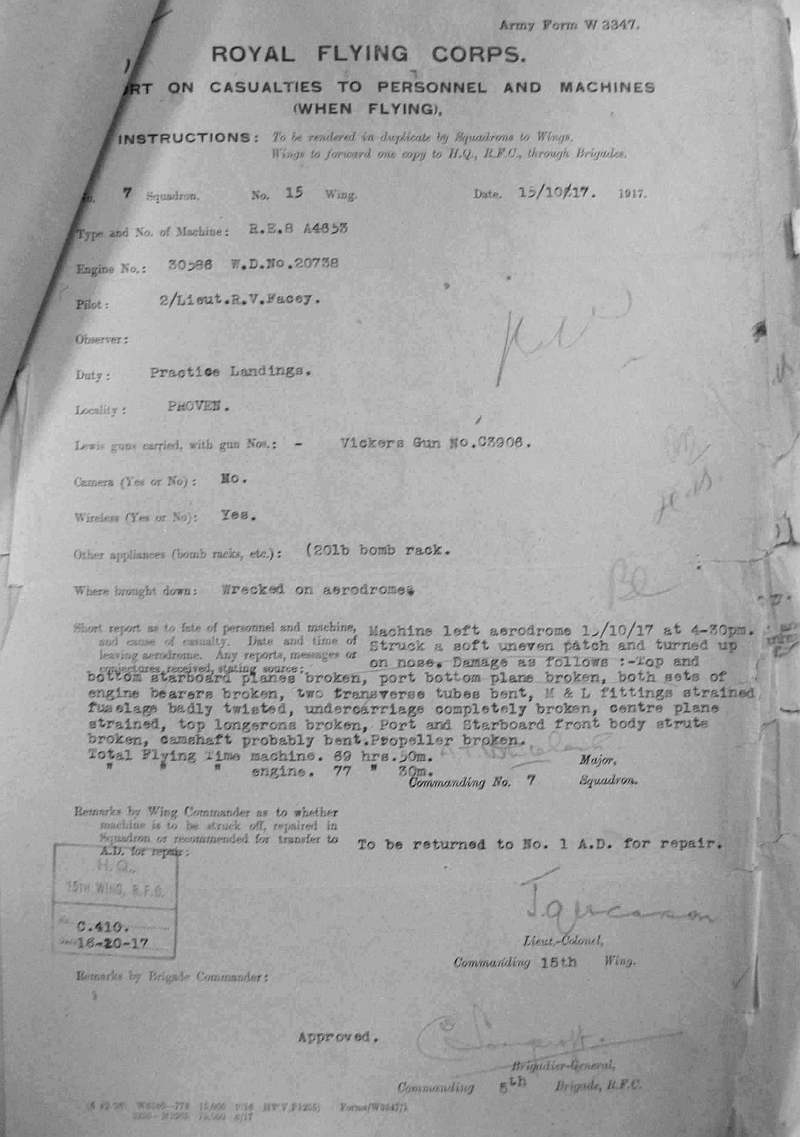 Army Form W 3347.
ROYAL FLYING CORPS.
RT ON CASUALTIES TO PERSONNEL AND MACHINES
(WHEN FLYING).
INSTRUCTIONS: To be rendered in duplicate by Squadrons to Wings.
Wings to forward one copy to H.Q., R.F.C., through Brigades.
7 Squadron. No. 15 Wing. Date. 15/10/17. 1917.
Type and No. of Machine: R.E.8 A4653
Engine No.: 30586 W.D.No.20738
Pilot: 2/Lieut.R.V.Facey.
Observer:
Duty: Practice Landings.
Locality: PROVEN.
Lewis guns carried, with gun Nos.: - Vickers Gun No.C3906.
Camera (Yes or No): No.
Wireless (Yes or No): Yes.
Other appliances (bomb racks, etc.): (20lb bomb rack.
Where brought down: Wrecked on aerodrome.
Short report as to fate of personnel and machine, Machine left aerodrome 15/10/17 at 4-30pm.
and cause of casualty. Date and time of Struck a soft uneven patch and turned up
leaving aerodrome. Any reports, messages or on nose. Damage as follows :-Top and
conjectures, received, stating source:
bottom starboard planes broken, port bottom plane broken, both sets of
engine bearers broken, two transverse tubes bent, M & L fittings strained
fuselage badly twisted, undercarriage completely broken, centre plane
strained, top longerons broken, Port and Starboard front body struts
broken, camshaft probably bent.Propeller broken.
Total Flying Time machine. 69 hrs.50m. Major,
" " " engine. 77 " 30m.
Commanding No. 7 Squadron.
Remarks by Wing Commander as to whether
machine is to be struck off, repaired in
Squadron or recommended for transfer to To be returned to No. 1 A.D. for repair.
A.D. for repair:
H.Q.,
15TH WING, R.F.C.
No. C.410.
Date 16-10-17
Lieut.-Colonel,
Commanding 15th Wing.
Remarks by Brigade Commander:
Approved.
Brigadier-General,
Commanding 5th Brigade, R.F.C.